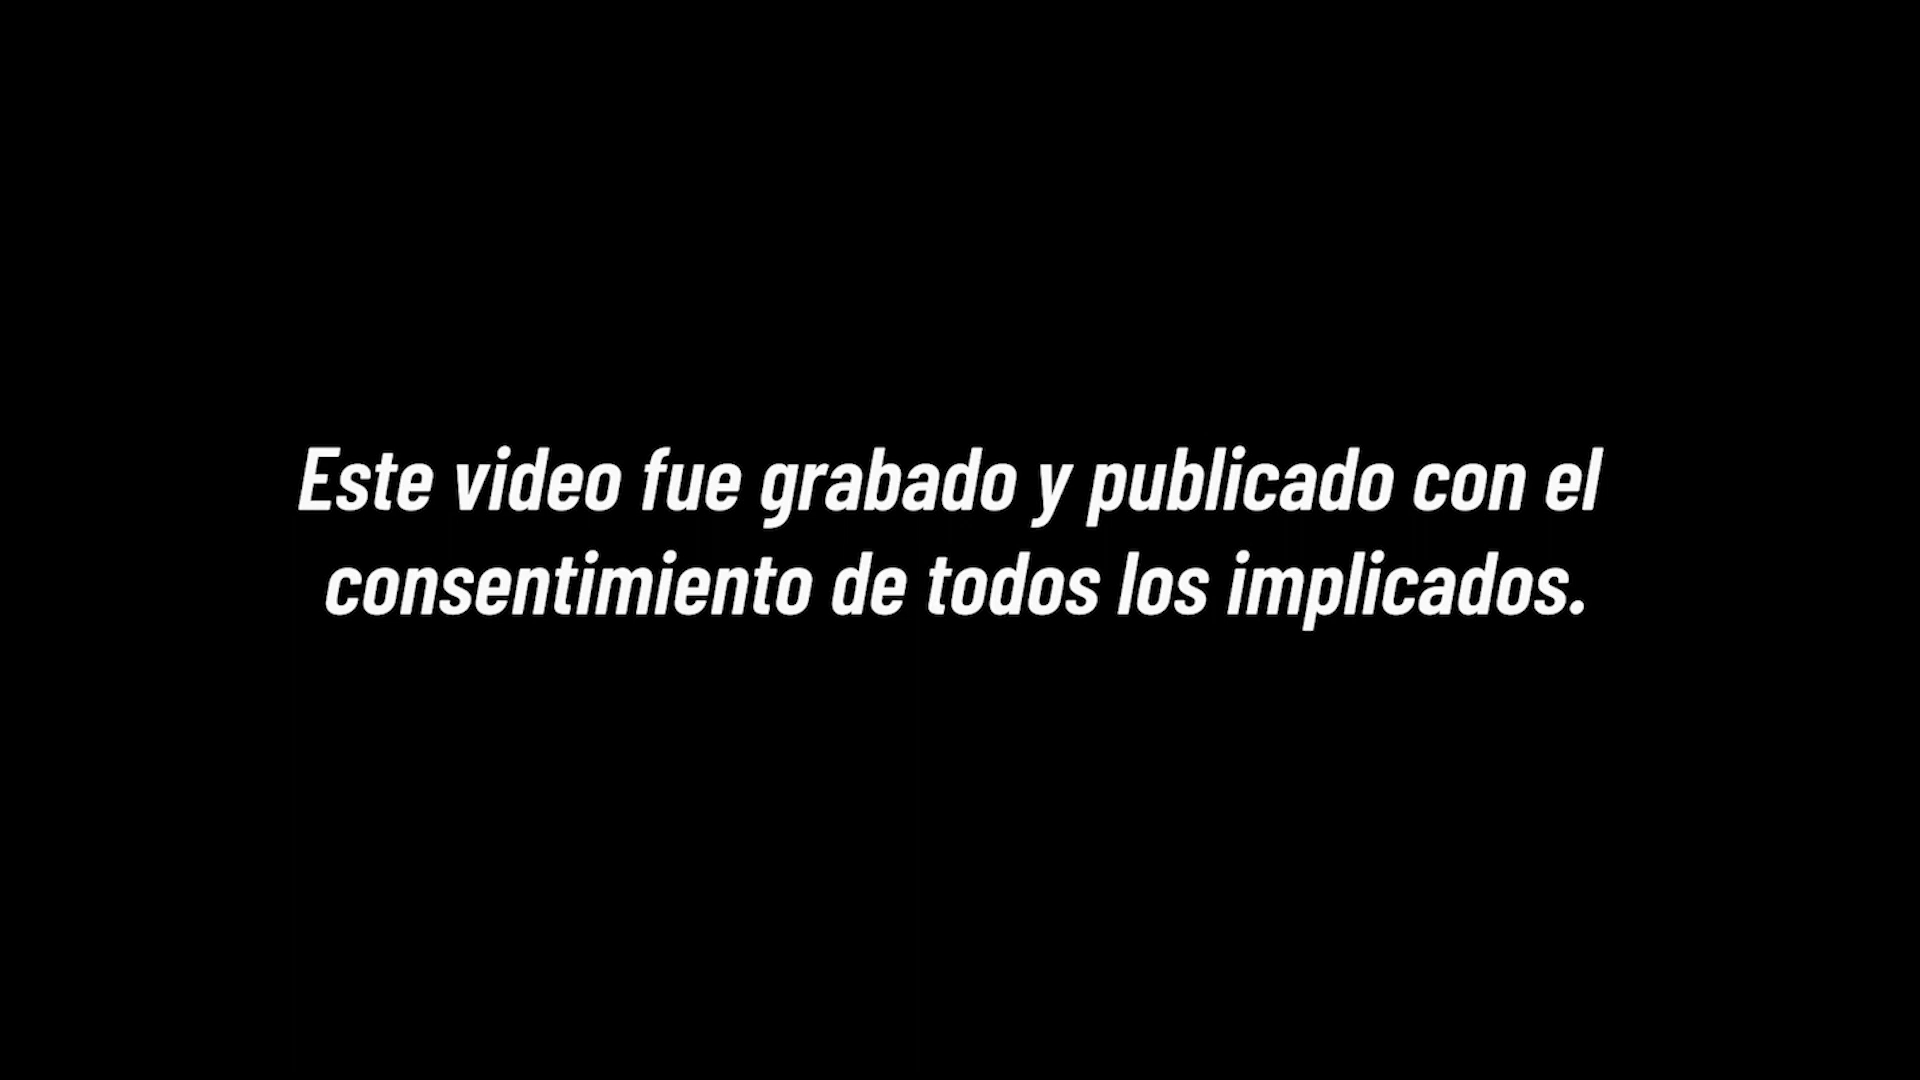 Este video fue grabado y publicado con el
consentimiento de todos los implicados.